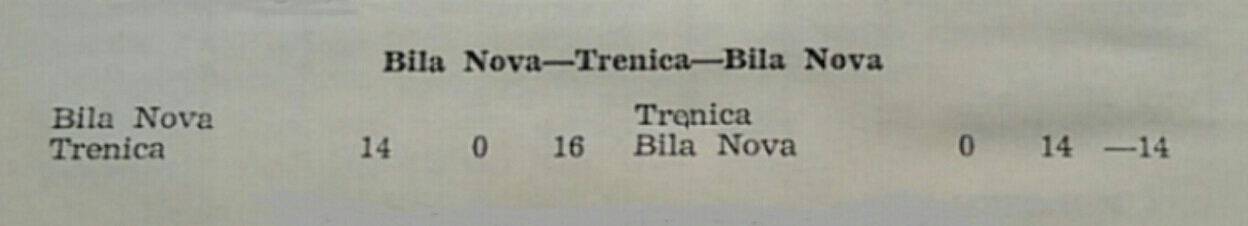 Bila Nova—Trenica—Bila Nova
Bila Nova Trenica
Trenica 14 0 16 Bila Nova 0 14 —14